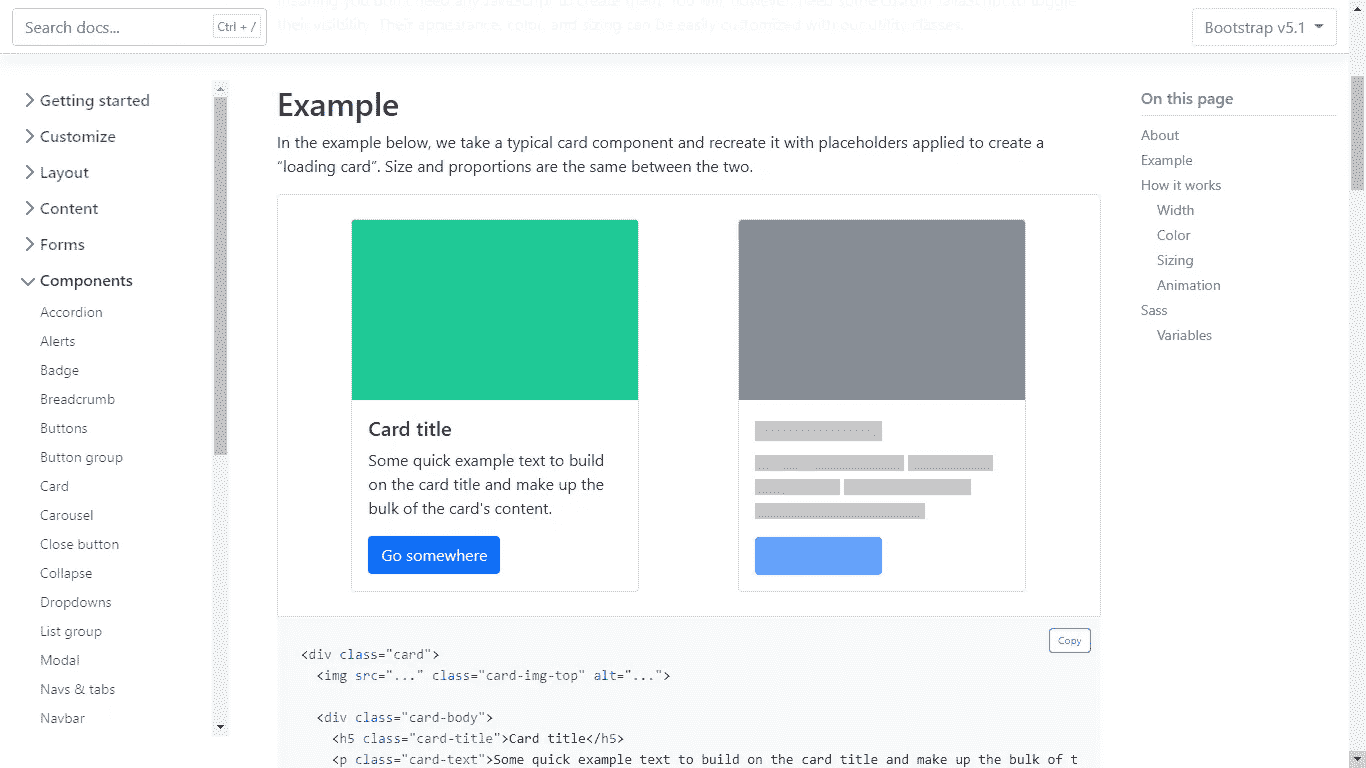 Search docs...
Ctrl + /
Bootstrap v5.1
Getting started
Customize
Layout
Content
Forms
Components
Accordion
Alerts
Badge
Breadcrumb
Buttons
Button group
Card
Carousel
Close button
Collapse
Dropdowns
List group
Modal
Navs & tabs
Navbar
Example
In the example below, we take a typical card component and recreate it with placeholders applied to create a
“loading card”. Size and proportions are the same between the two.
Card title
Some quick example text to build
on the card title and make up the
bulk of the card's content.
Go somewhere
Copy
<div class="card">
<img src="..." class="card-img-top" alt="...">
<div class="card-body">
<h5 class="card-title">Card title</h5>
<p class="card-text">Some quick example text to build on the card title and make up the bulk of t
On this page
About
Example
How it works
Width
Color
Sizing
Animation
Sass
Variables